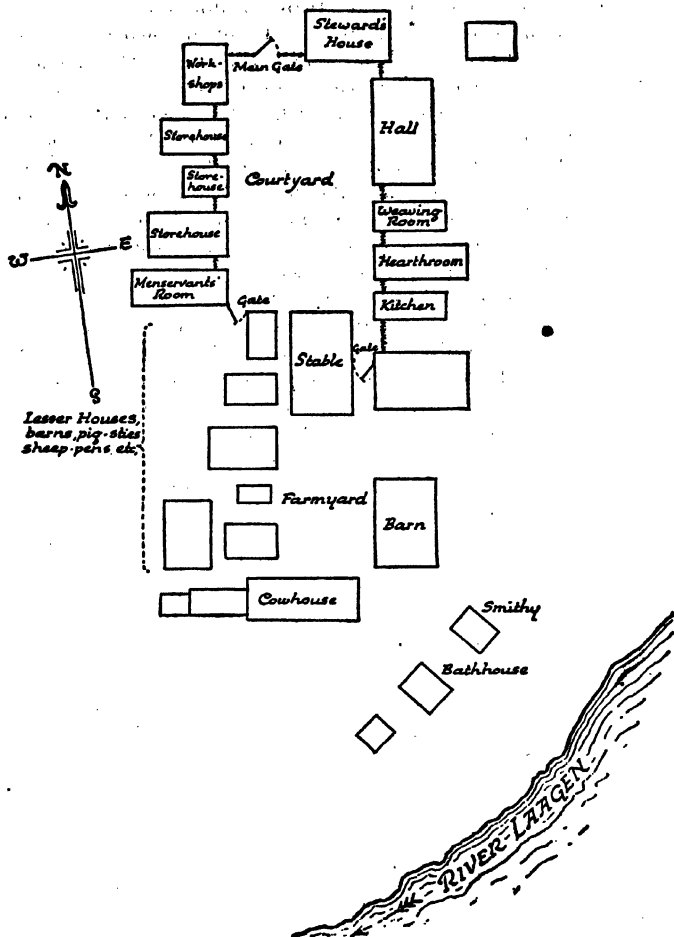 Steward's
House
Work-
shops
Main Gate
Hall
Storehouse
Store-
house
Courtyard
N
W
E
S
Weaving
Room
Storehouse
Hearthroom
Menservants'
Room
Gate
Kitchen
Stable
Gate
Lesser Houses,
barns, pig-sties
sheep-pens etc,
Farmyard
Barn
Cowhouse
Smithy
Bathhouse
RIVER-LAAGEN